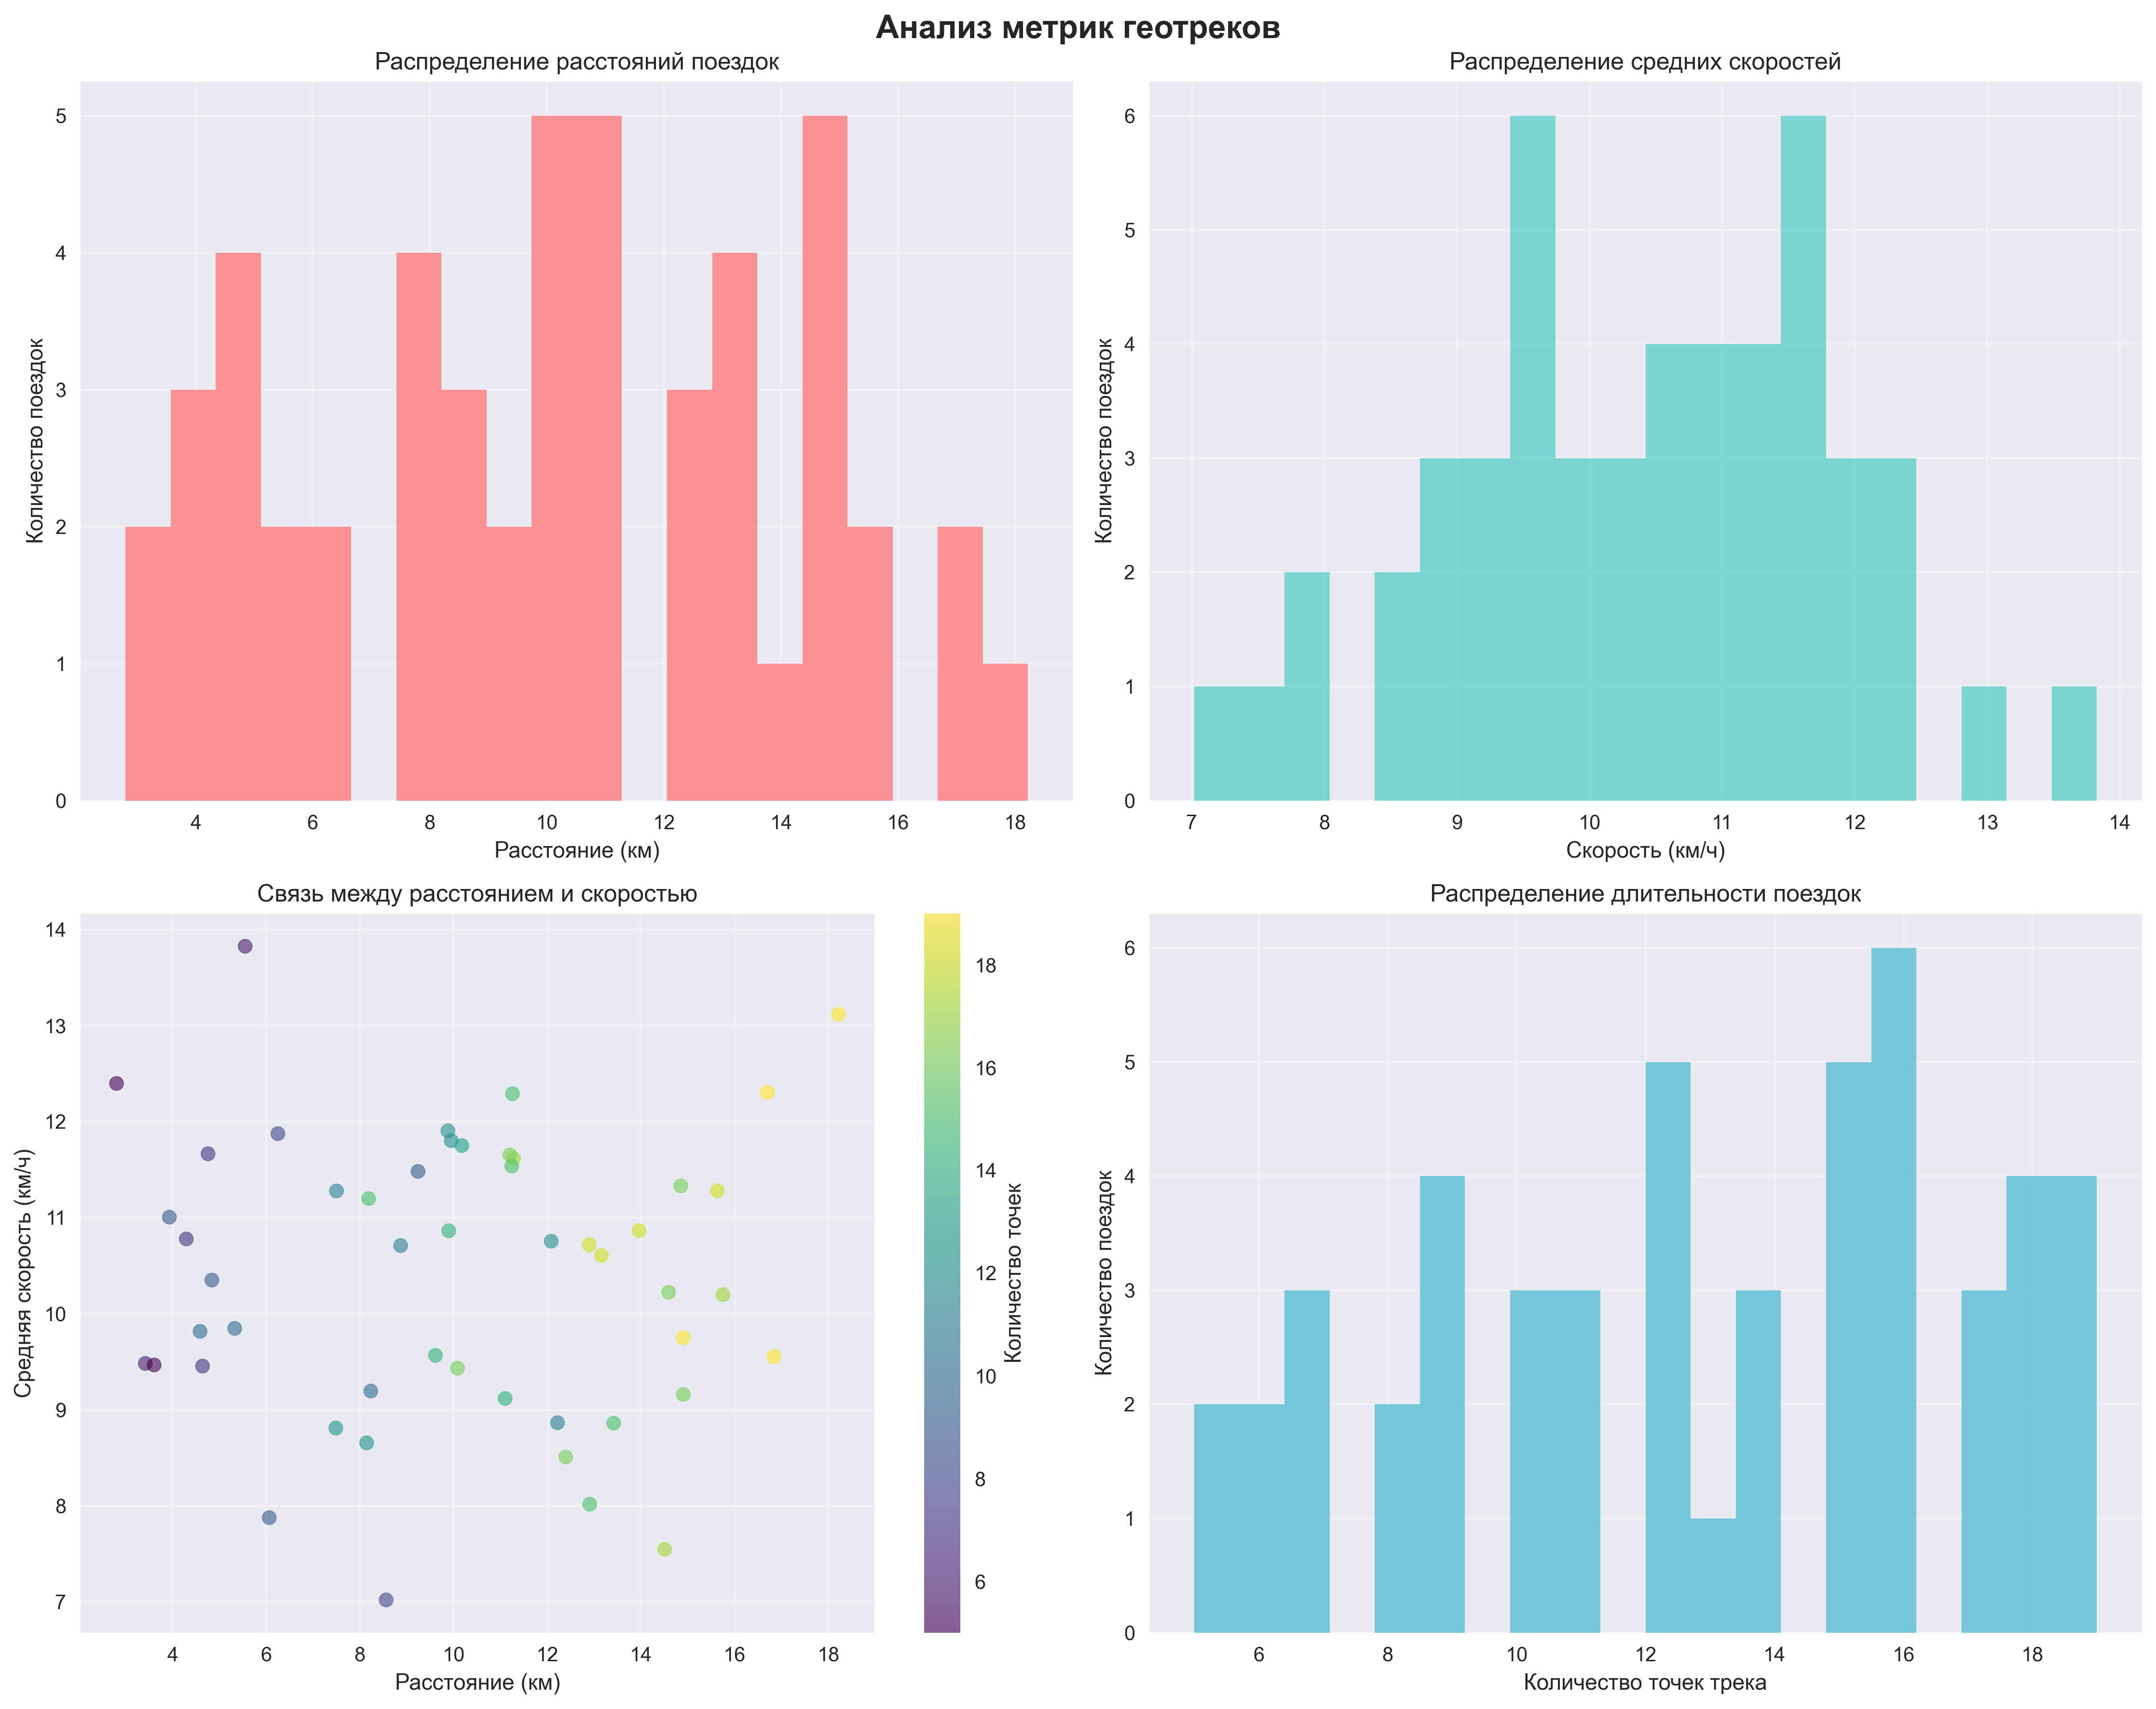 Анализ метрик геотреков
Распределение расстояний поездок
Количество поездок
5
4
3
2
1
0
4 6 8 10 12 14 16 18
Расстояние (км)
Распределение средних скоростей
Количество поездок
6
5
4
3
2
1
0
7 8 9 10 11 12 13 14
Скорость (км/ч)
Связь между расстоянием и скоростью
Средняя скорость (км/ч)
14
13
12
11
10
9
8
7
4 6 8 10 12 14 16 18
Расстояние (км)
18
16
14
12
10
8
6
Количество точек
Распределение длительности поездок
Количество поездок
6
5
4
3
2
1
0
6 8 10 12 14 16 18
Количество точек трека